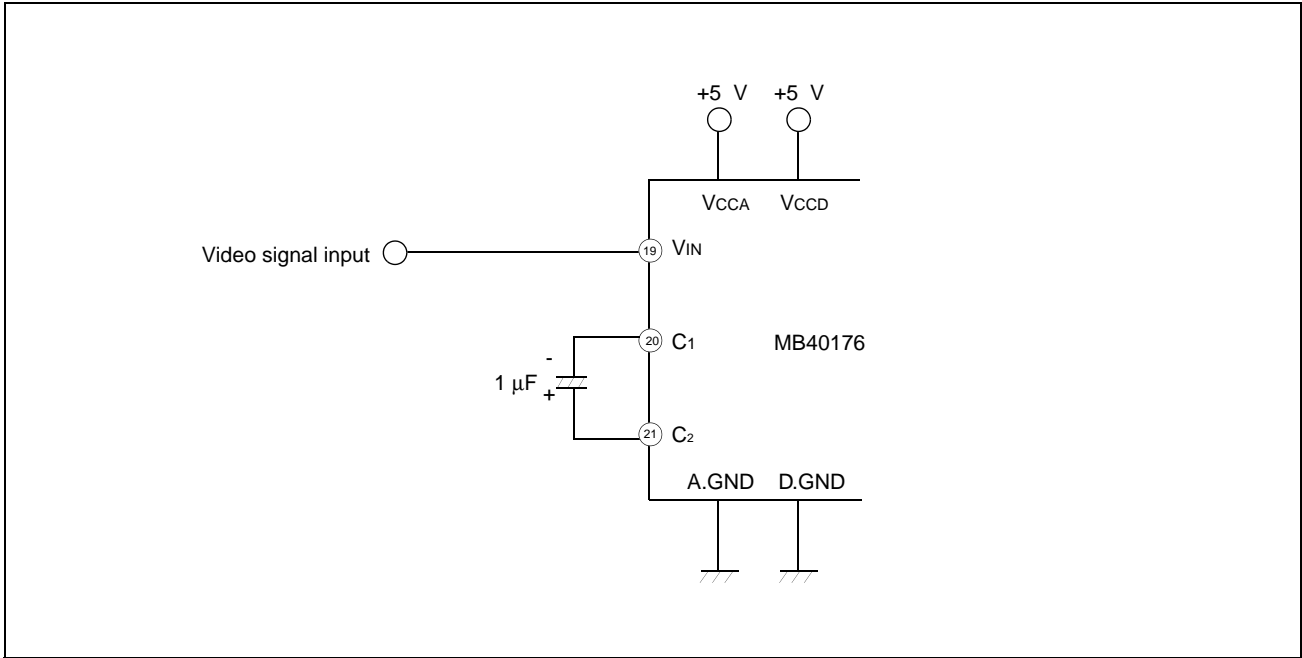 +5 V +5 V
VCCA VCCD
Video signal input 19 VIN
20 C1 MB40176
-
1 μF
+
21 C2
A.GND D.GND